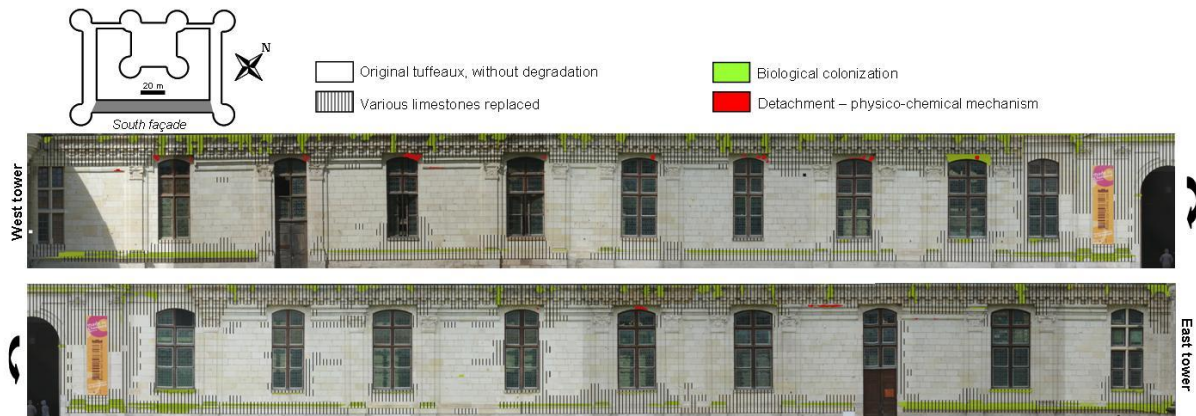 N
20 m
South façade
Original tuffeaux, without degradation
Various limestones replaced
Biological colonization
Detachment – physico-chemical mechanism
West tower
East tower